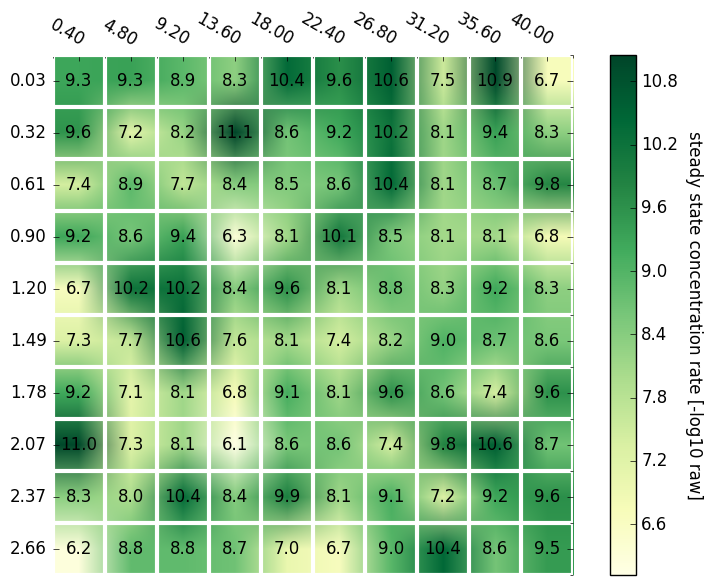 0.40 4.80 9.20 13.60 18.00 22.40 26.80 31.20 35.60 40.00
0.03 9.3 9.3 8.9 8.3 10.4 9.6 10.6 7.5 10.9 6.7
0.32 9.6 7.2 8.2 11.1 8.6 9.2 10.2 8.1 9.4 8.3
0.61 7.4 8.9 7.7 8.4 8.5 8.6 10.4 8.1 8.7 9.8
0.90 9.2 8.6 9.4 6.3 8.1 10.1 8.5 8.1 8.1 6.8
1.20 6.7 10.2 10.2 8.4 9.6 8.1 8.8 8.3 9.2 8.3
1.49 7.3 7.7 10.6 7.6 8.1 7.4 8.2 9.0 8.7 8.6
1.78 9.2 7.1 8.1 6.8 9.1 8.1 9.6 8.6 7.4 9.6
2.07 11.0 7.3 8.1 6.1 8.6 8.6 7.4 9.8 10.6 8.7
2.37 8.3 8.0 10.4 8.4 9.9 8.1 9.1 7.2 9.2 9.6
2.66 6.2 8.8 8.8 8.7 7.0 6.7 9.0 10.4 8.6 9.5
10.8
10.2
9.6
9.0
8.4
7.8
7.2
6.6
steady state concentration rate [-log10 raw]